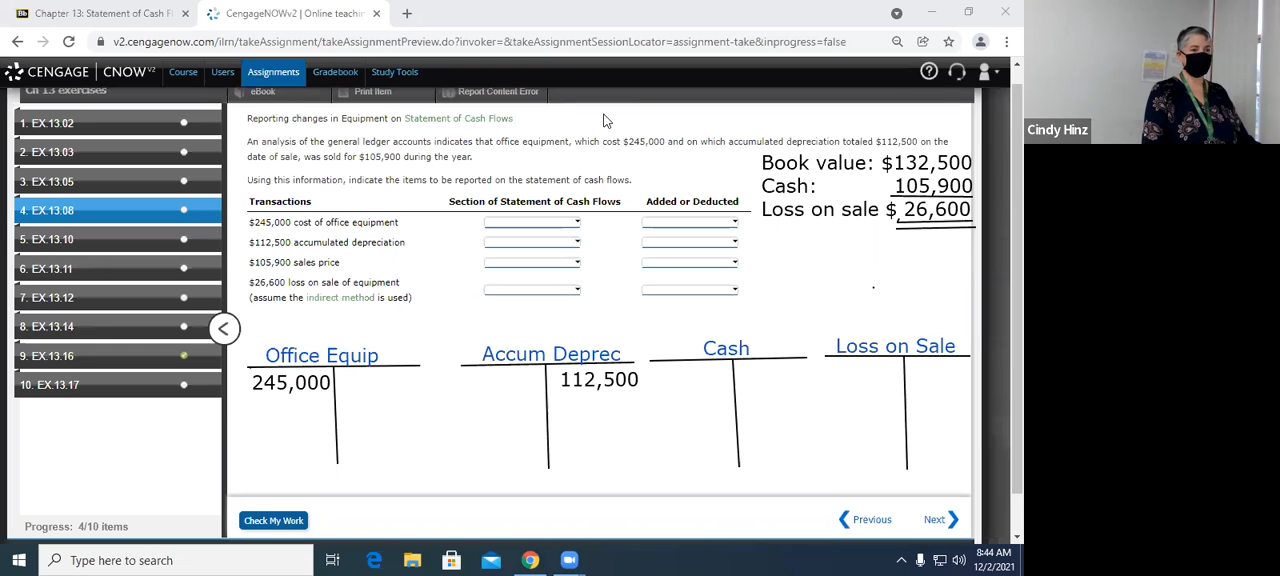 Chapter 13: Statement of Cash F
CengageNOWv2 | Online teachin
v2.cengagenow.com/ilrn/takeAssignment/takeAssignmentPreview.do?invoker=&takeAssignmentSessionLocator=assignment-take&inprogress=false
CENGAGE | CNOWv2 Course Users Assignments Gradebook Study Tools
Ch 13 exercises
eBook Print Item Report Content Error
1. EX.13.02
2. EX.13.03
3. EX.13.05
4. EX.13.08
5. EX.13.10
6. EX.13.11
7. EX.13.12
8. EX.13.14
9. EX.13.16
10. EX.13.17
Progress: 4/10 items
Reporting changes in Equipment on Statement of Cash Flows
An analysis of the general ledger accounts indicates that office equipment, which cost $245,000 and on which accumulated depreciation totaled $112,500 on the
date of sale, was sold for $105,900 during the year.
Using this information, indicate the items to be reported on the statement of cash flows.
Transactions Section of Statement of Cash Flows Added or Deducted
$245,000 cost of office equipment
$112,500 accumulated depreciation
$105,900 sales price
$26,600 loss on sale of equipment
(assume the indirect method is used)
Book value: $132,500
Cash: 105,900
Loss on sale $ 26,600
Office Equip Accum Deprec Cash Loss on Sale
245,000 112,500
Check My Work Previous Next
Cindy Hinz
Type here to search
8:44 AM
12/2/2021